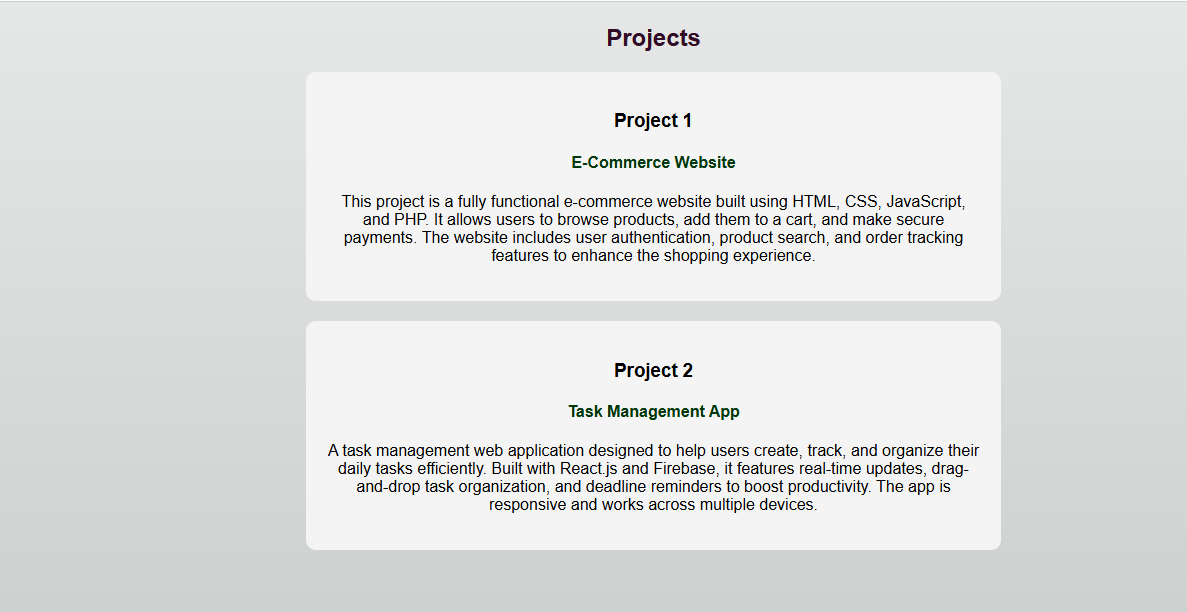 Projects
Project 1
E-Commerce Website
This project is a fully functional e-commerce website built using HTML, CSS, JavaScript,
and PHP. It allows users to browse products, add them to a cart, and make secure
payments. The website includes user authentication, product search, and order tracking
features to enhance the shopping experience.
Project 2
Task Management App
A task management web application designed to help users create, track, and organize their
daily tasks efficiently. Built with React.js and Firebase, it features real-time updates, drag-
and-drop task organization, and deadline reminders to boost productivity. The app is
responsive and works across multiple devices.